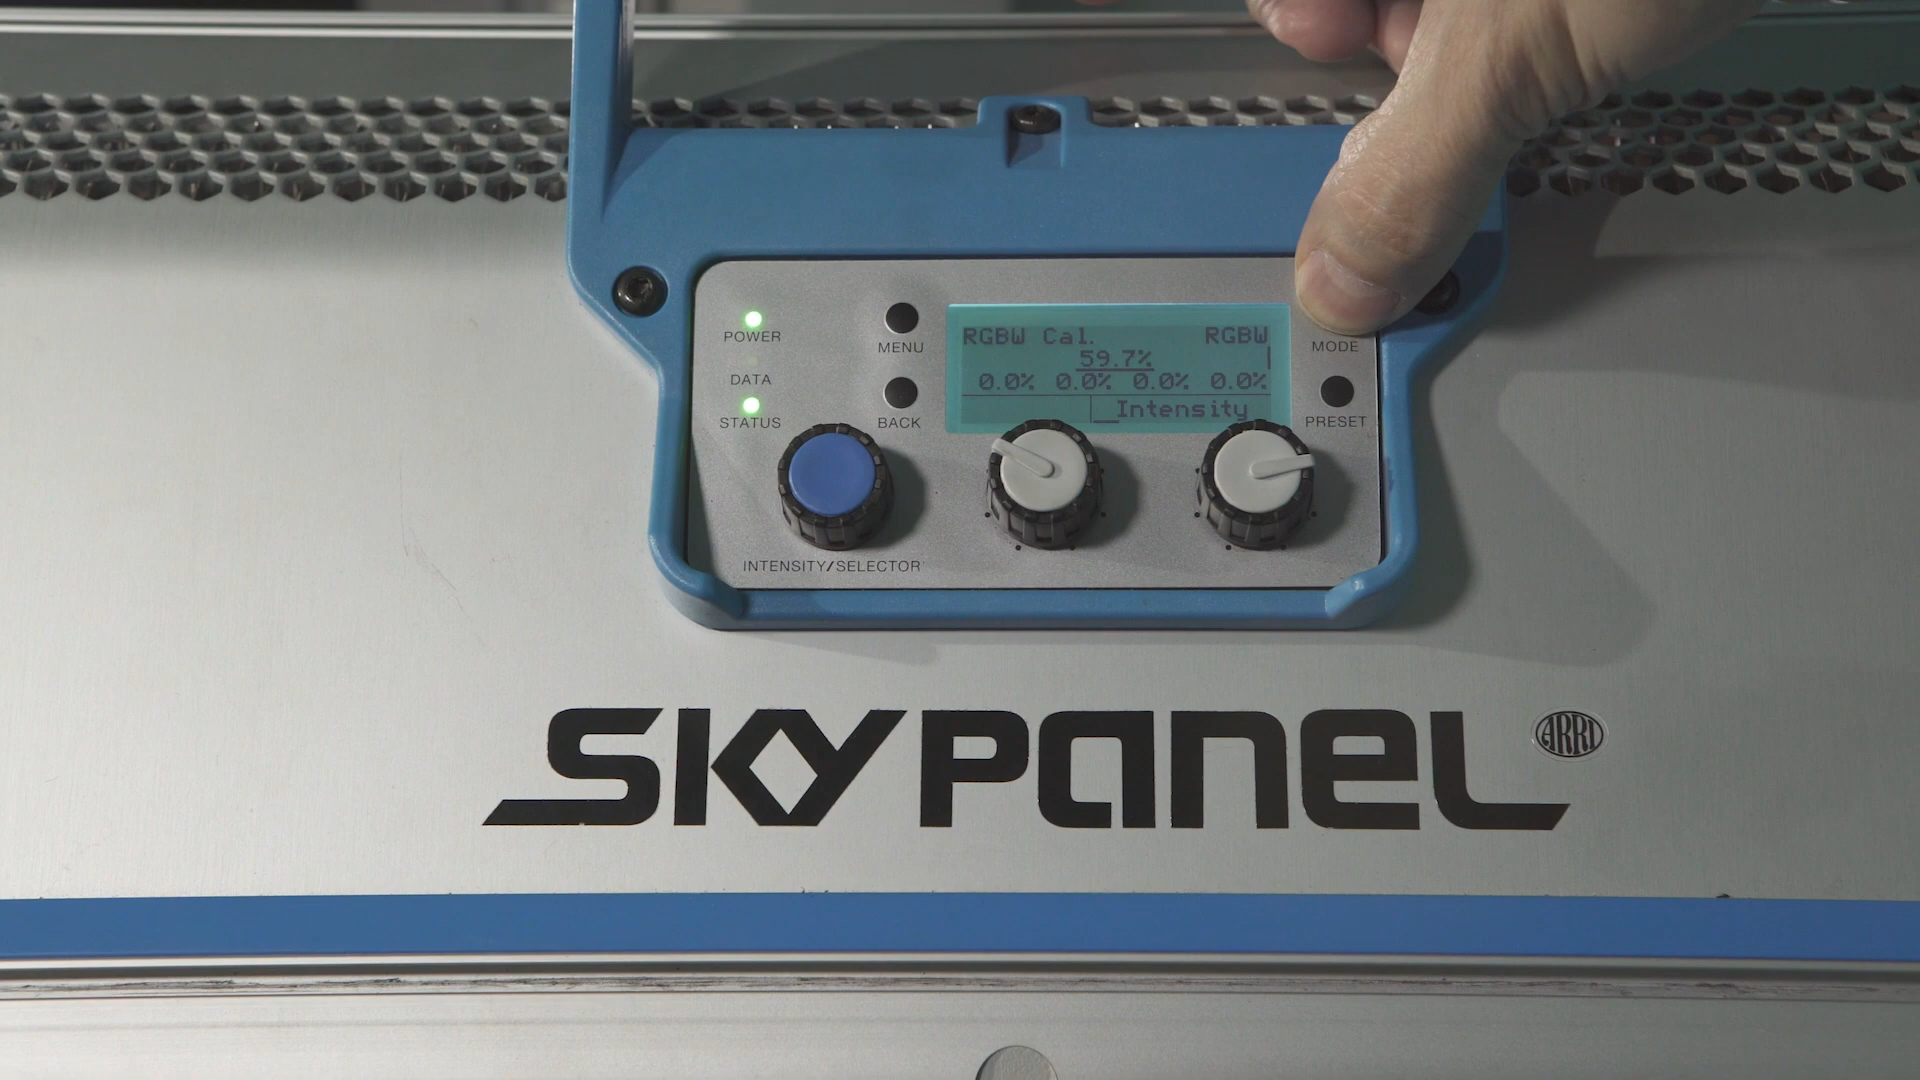 POWER
DATA
STATUS
MENU
BACK
RGBW Cal. RGBW
59.7%
0.0% 0.0% 0.0% 0.0%
Intensity
MODE
PRESET
INTENSITY/SELECTOR
SKYPANEL
ARRI